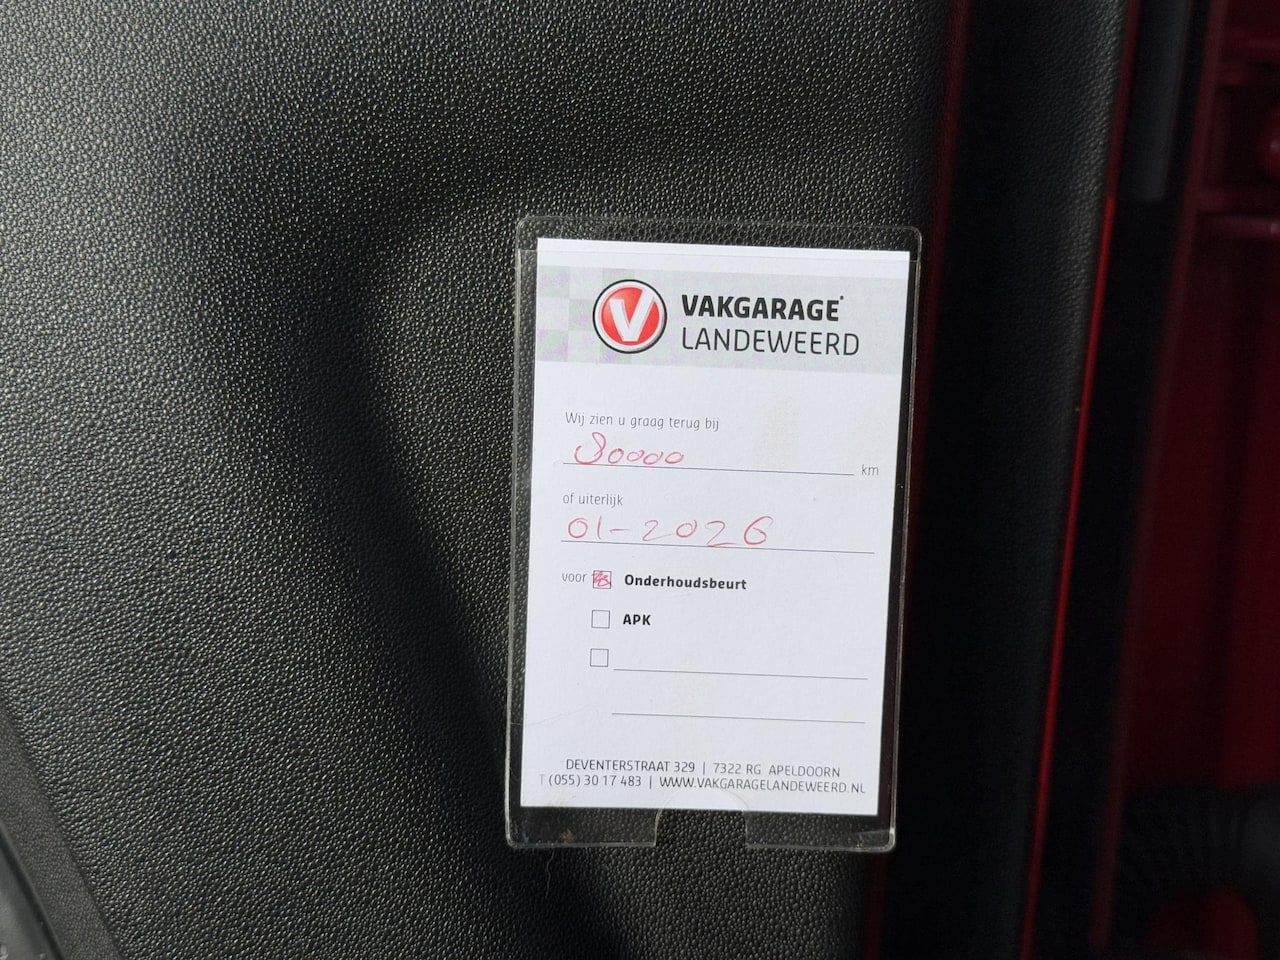 VAKGARAGE
LANDEWEERD
Wij zien u graag terug bij
80000 km
of uiterlijk
01-2026
voor Onderhoudsbeurt
APK
DEVENTERSTRAAT 329 | 7322 RG APELDOORN
T (055) 30 17 483 | WWW.VAKGARAGELANDEWEERD.NL